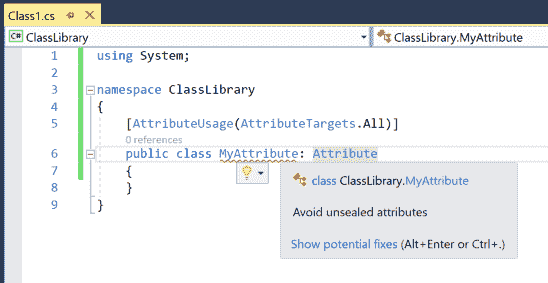 Class1.cs
C# ClassLibrary
ClassLibrary.MyAttribute
1 using System;
2
3 namespace ClassLibrary
4 {
5 [AttributeUsage(AttributeTargets.All)]
0 references
6 public class MyAttribute: Attribute
7 {
8 }
9 }
class ClassLibrary.MyAttribute
Avoid unsealed attributes
Show potential fixes (Alt+Enter or Ctrl+.)